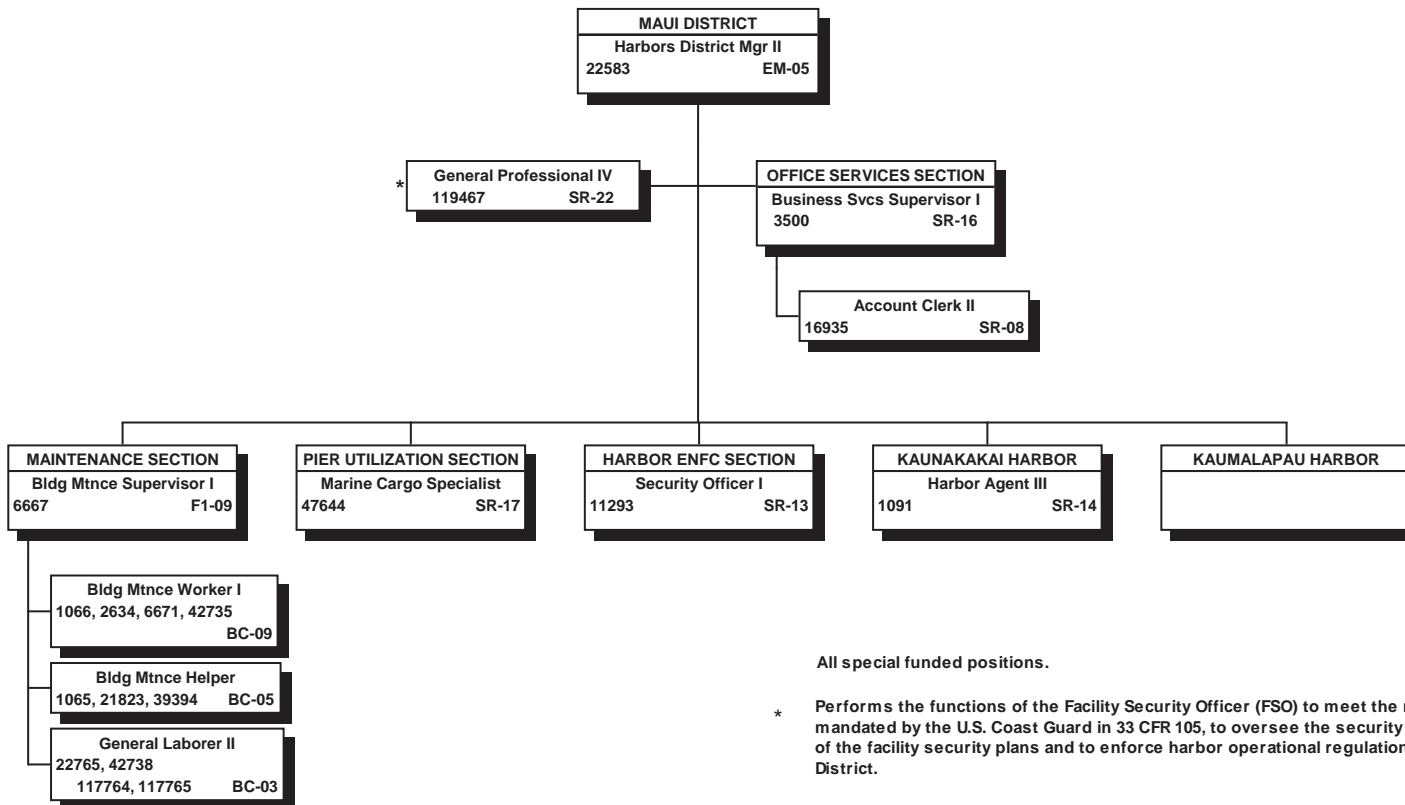 MAUI DISTRICT
Harbors District Mgr II
22583 EM-05
* General Professional IV
119467 SR-22
OFFICE SERVICES SECTION
Business Svcs Supervisor I
3500 SR-16
Account Clerk II
16935 SR-08
MAINTENANCE SECTION
Bldg Mtnce Supervisor I
6667 F1-09
PIER UTILIZATION SECTION
Marine Cargo Specialist
47644 SR-17
HARBOR ENFC SECTION
Security Officer I
11293 SR-13
KAUNAKAKAI HARBOR
Harbor Agent III
1091 SR-14
KAUMALAPAU HARBOR
Bldg Mtnce Worker I
1066, 2634, 6671, 42735
BC-09
Bldg Mtnce Helper
1065, 21823, 39394 BC-05
General Laborer II
22765, 42738
117764, 117765 BC-03
All special funded positions.
* Performs the functions of the Facility Security Officer (FSO) to meet the
mandated by the U.S. Coast Guard in 33 CFR 105, to oversee the security
of the facility security plans and to enforce harbor operational regulation
District.